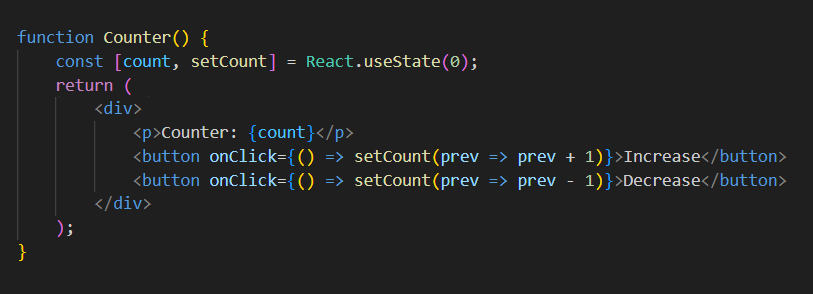 function Counter() {
    const [count, setCount] = React.useState(0);
    return (
        <div>
            <p>Counter: {count}</p>
            <button onClick={() => setCount(prev => prev + 1)}>Increase</button>
            <button onClick={() => setCount(prev => prev - 1)}>Decrease</button>
        </div>
    );
}